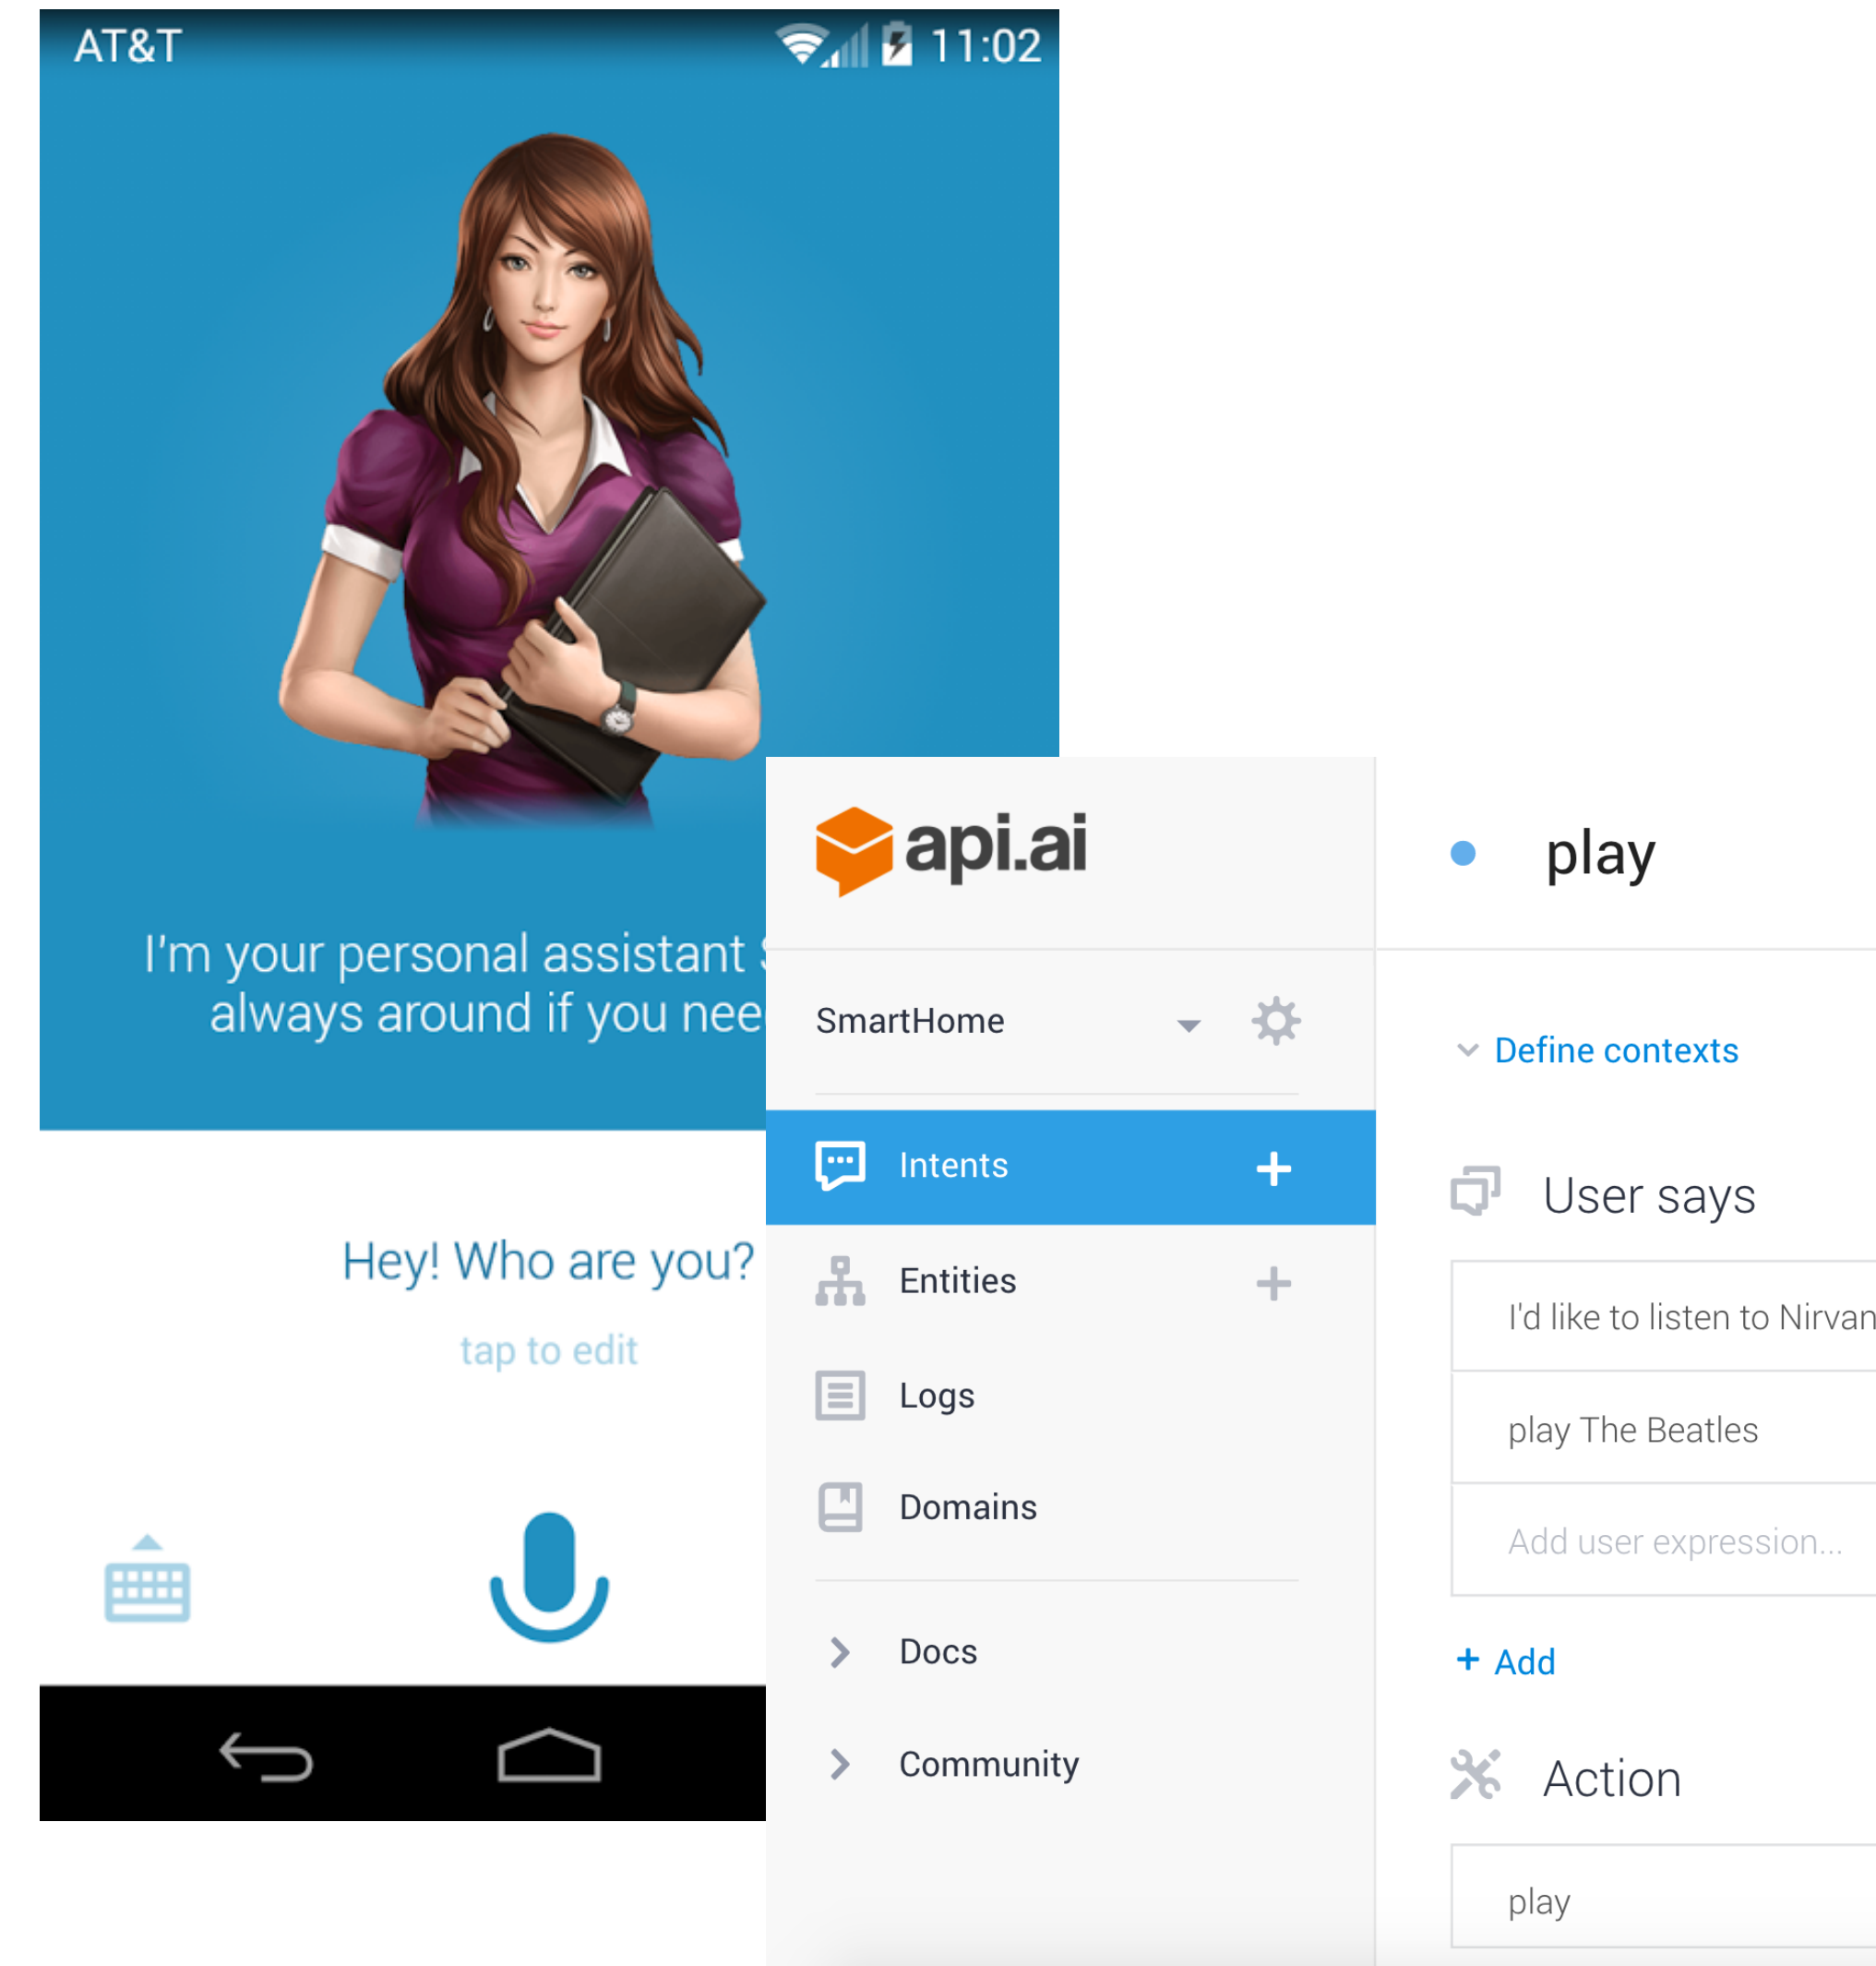 AT&T
11:02
I'm your personal assistant
always around if you
Hey! Who are you?
tap to edit
api.ai
SmartHome
Intents
Entities
Logs
Domains
Docs
Community
play
Define contexts
User says
I'd like to listen to
play The Beatles
Add user expression...
+ Add
Action
play